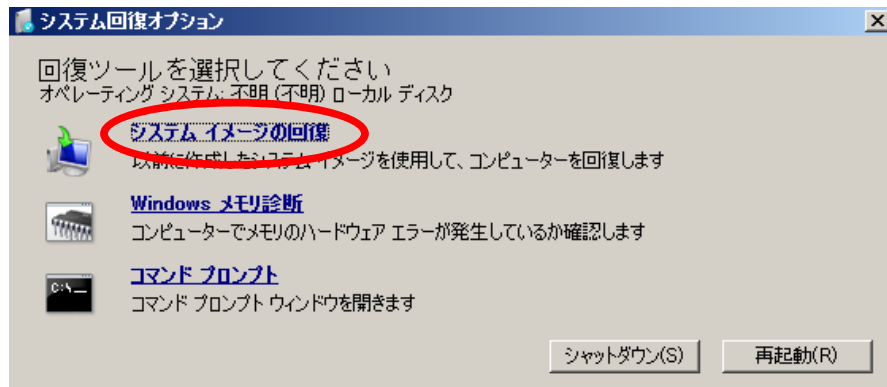 システム回復オプション
回復ツールを選択してください
オペレーティング システム: 不明 (不明) ローカル ディスク
システム イメージの回復
以前に作成したシステム イメージを使用して、コンピューターを回復します
Windows メモリ診断
コンピューターでメモリのハードウェア エラーが発生しているか確認します
C:\_
コマンド プロンプト
コマンド プロンプト ウィンドウを開きます
シャットダウン(S)
再起動(R)